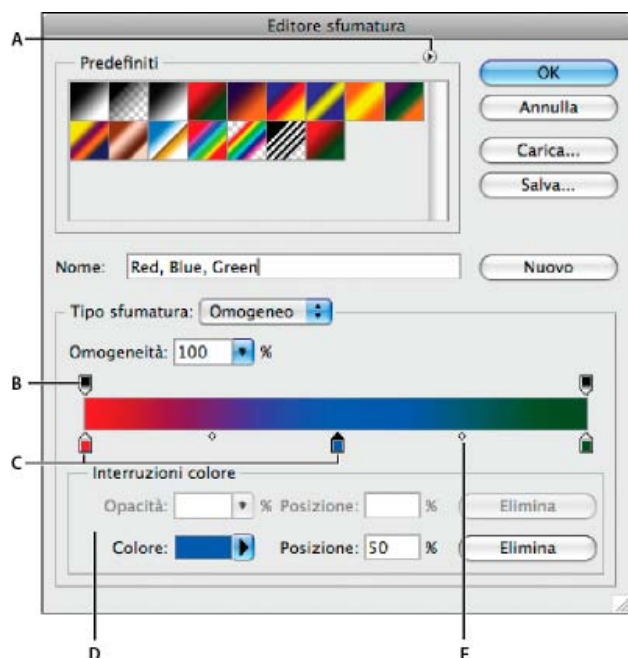 Editore sfumatura
A
Predefiniti
OK
Annulla
Carica...
Salva...
Nome: Red, Blue, Green
Nuovo
Tipo sfumatura: Omogeneo
Omogeneità: 100 %
B
C
Interruzioni colore
Opacità: % Posizione: % Elimina
Colore: Posizione: 50 % Elimina
D E